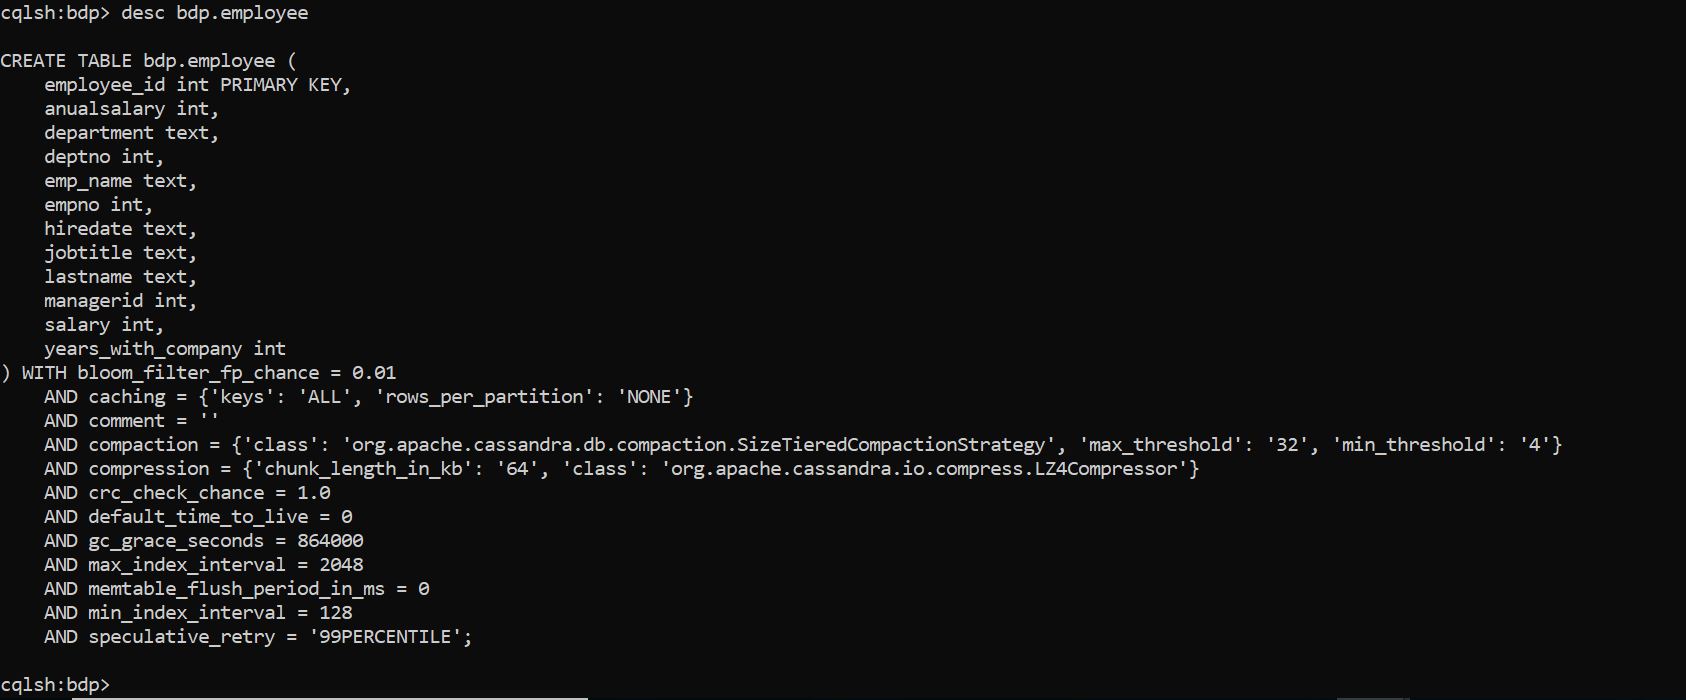 cqlsh:bdp> desc bdp.employee
CREATE TABLE bdp.employee (
    employee_id int PRIMARY KEY,
    anualsalary int,
    department text,
    deptno int,
    emp_name text,
    empno int,
    hiredate text,
    jobtitle text,
    lastname text,
    managerid int,
    salary int,
    years_with_company int
) WITH bloom_filter_fp_chance = 0.01
    AND caching = {'keys': 'ALL', 'rows_per_partition': 'NONE'}
    AND comment = ''
    AND compaction = {'class': 'org.apache.cassandra.db.compaction.SizeTieredCompactionStrategy', 'max_threshold': '32', 'min_threshold': '4'}
    AND compression = {'chunk_length_in_kb': '64', 'class': 'org.apache.cassandra.io.compress.LZ4Compressor'}
    AND crc_check_chance = 1.0
    AND default_time_to_live = 0
    AND gc_grace_seconds = 864000
    AND max_index_interval = 2048
    AND memtable_flush_period_in_ms = 0
    AND min_index_interval = 128
    AND speculative_retry = '99PERCENTILE';
cqlsh:bdp>